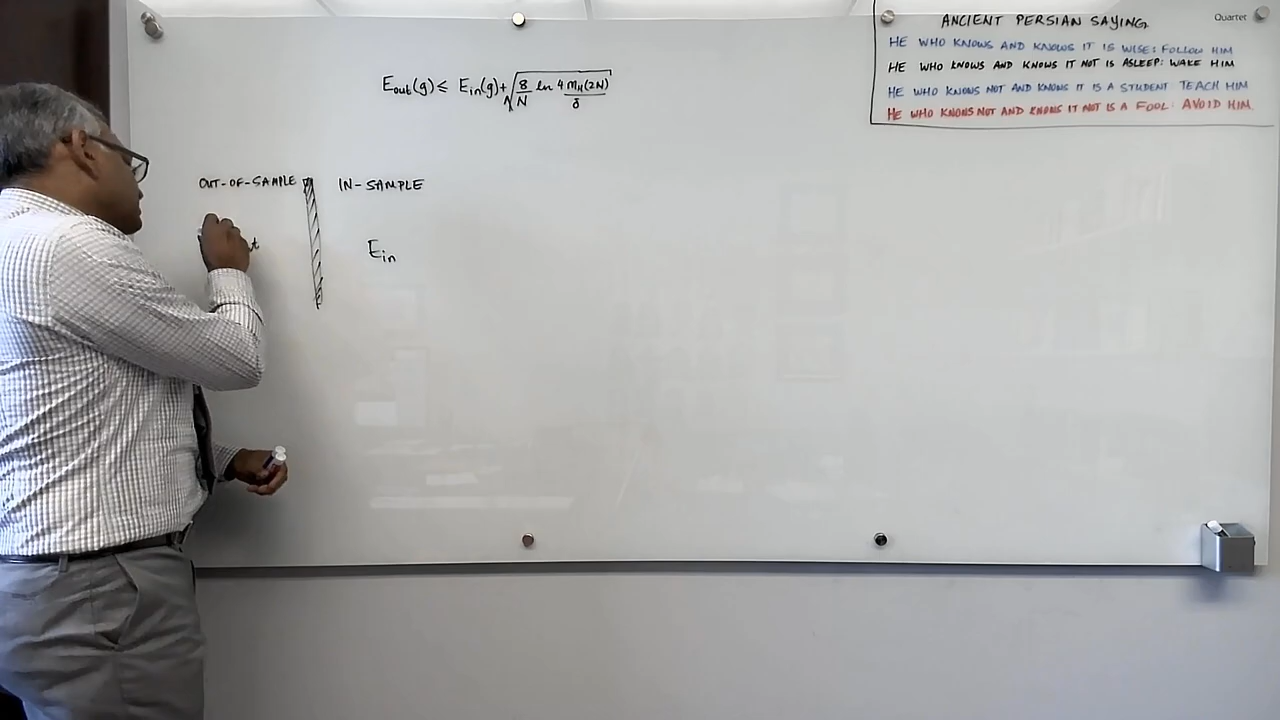 ANCIENT PERSIAN SAYING
Quartet
HE WHO KNOWS AND KNOWS IT IS WISE: FOLLOW HIM
HE WHO KNOWS AND KNOWS IT NOT IS ASLEEP: WAKE HIM
HE WHO KNOWS NOT AND KNOWS IT IS A STUDENT TEACH HIM
HE WHO KNOWS NOT AND KNOWS IT NOT IS A FOOL: AVOID HIM.
E_out(g) ≤ E_in(g) + √(8/N ln 4 m_H(2N)/δ)
OUT-OF-SAMPLE IN-SAMPLE
t E_in